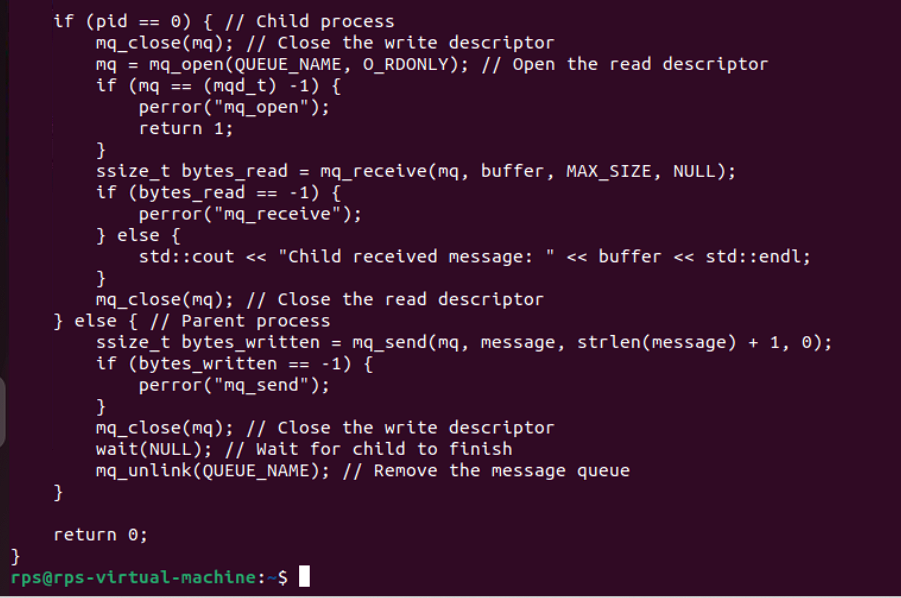 if (pid == 0) { // Child process
        mq_close(mq); // Close the write descriptor
        mq = mq_open(QUEUE_NAME, O_RDONLY); // Open the read descriptor
        if (mq == (mqd_t) -1) {
            perror("mq_open");
            return 1;
        }
        ssize_t bytes_read = mq_receive(mq, buffer, MAX_SIZE, NULL);
        if (bytes_read == -1) {
            perror("mq_receive");
        } else {
            std::cout << "Child received message: " << buffer << std::endl;
        }
        mq_close(mq); // Close the read descriptor
    } else { // Parent process
        ssize_t bytes_written = mq_send(mq, message, strlen(message) + 1, 0);
        if (bytes_written == -1) {
            perror("mq_send");
        }
        mq_close(mq); // Close the write descriptor
        wait(NULL); // Wait for child to finish
        mq_unlink(QUEUE_NAME); // Remove the message queue
    }

    return 0;
}
rps@rps-virtual-machine:~$